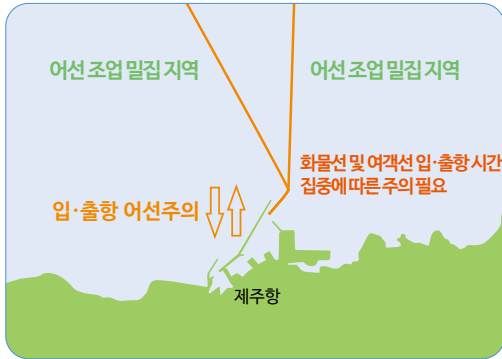 어선 조업 밀집 지역
어선 조업 밀집 지역
화물선 및 여객선 입·출항 시간
집중에 따른 주의 필요
입·출항 어선주의
제주항